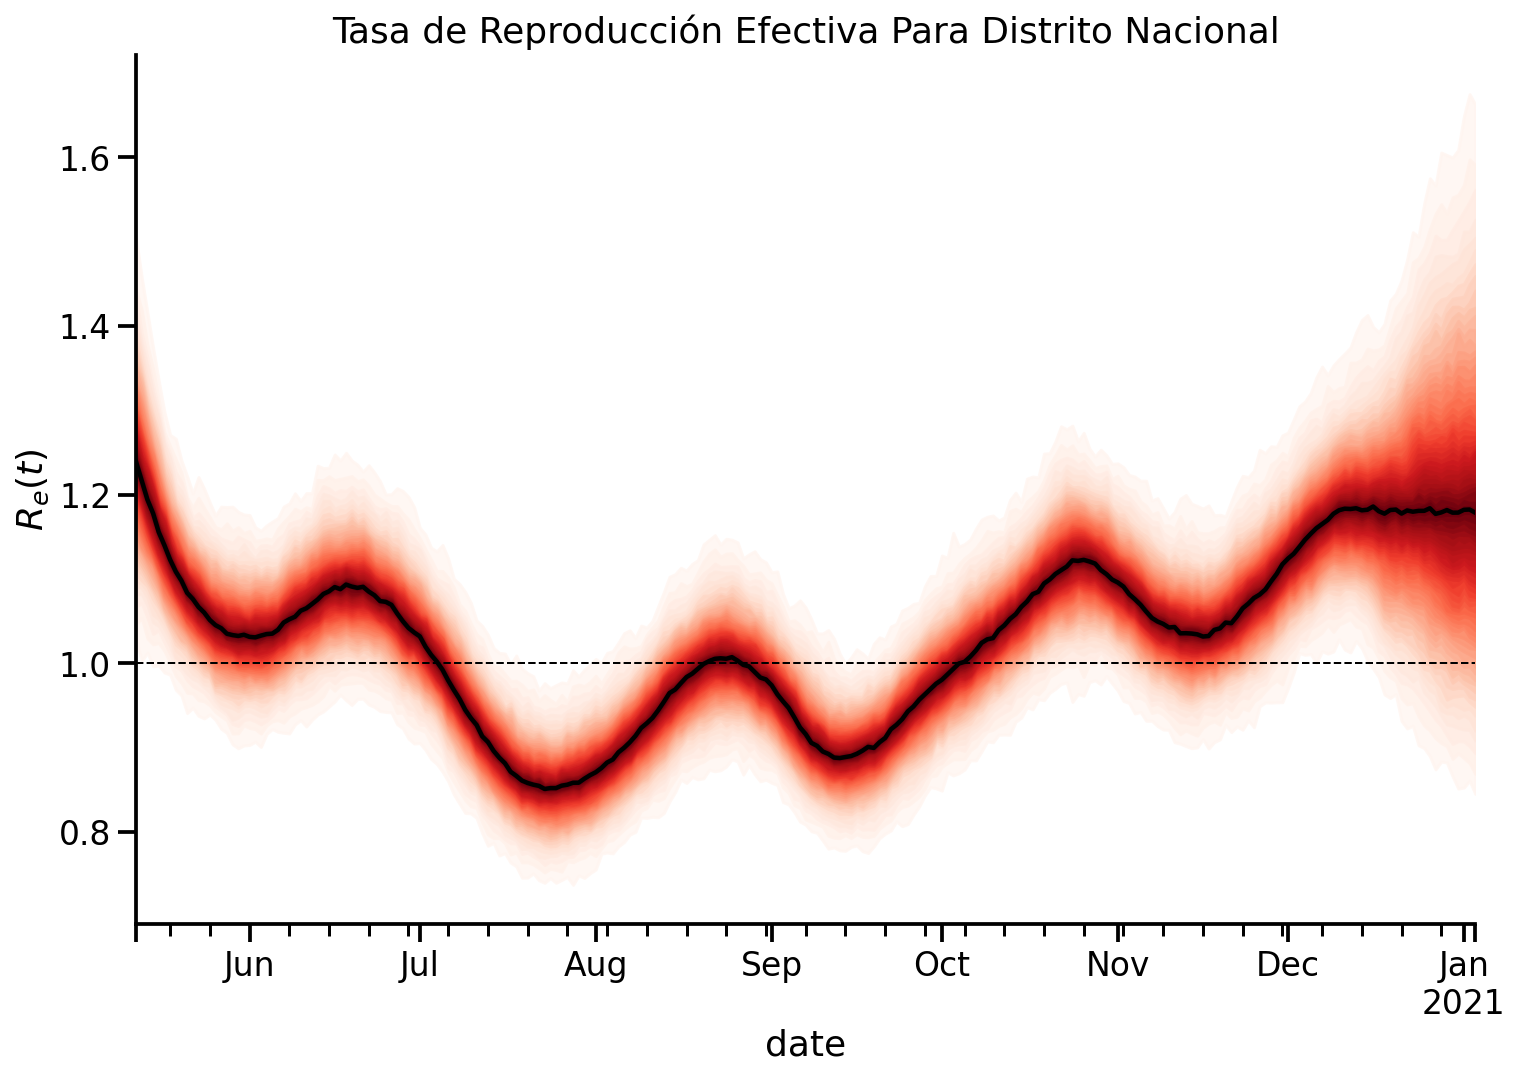 Tasa de Reproducción Efectiva Para Distrito Nacional
1.6
1.4
1.2
1.0
0.8
Rₑ(t)
Jun Jul Aug Sep Oct Nov Dec Jan
2021
date